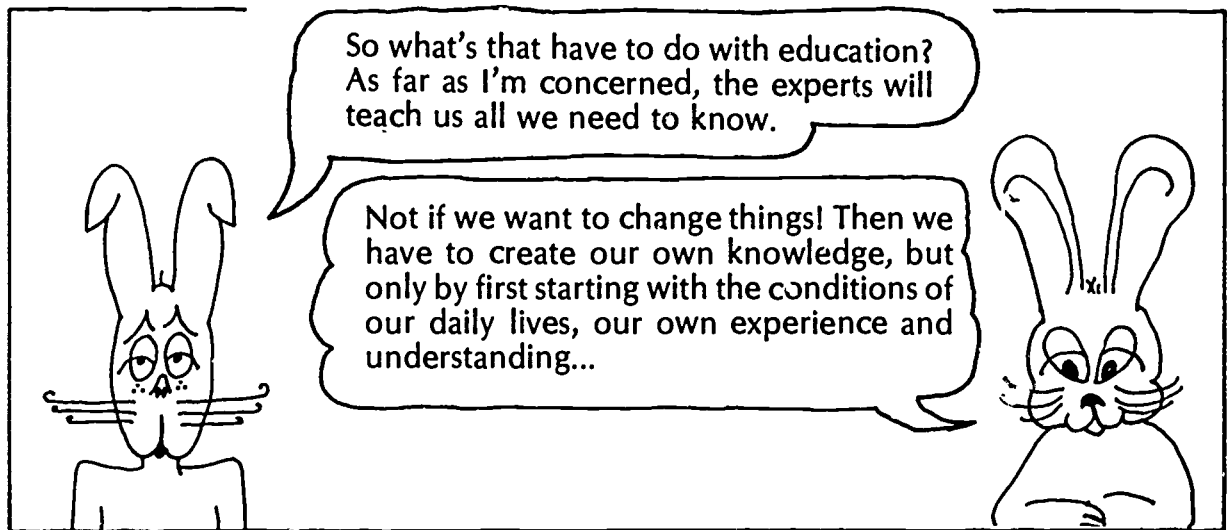 So what's that have to do with education?
As far as I'm concerned, the experts will
teach us all we need to know.
Not if we want to change things! Then we
have to create our own knowledge, but
only by first starting with the conditions of
our daily lives, our own experience and
understanding...